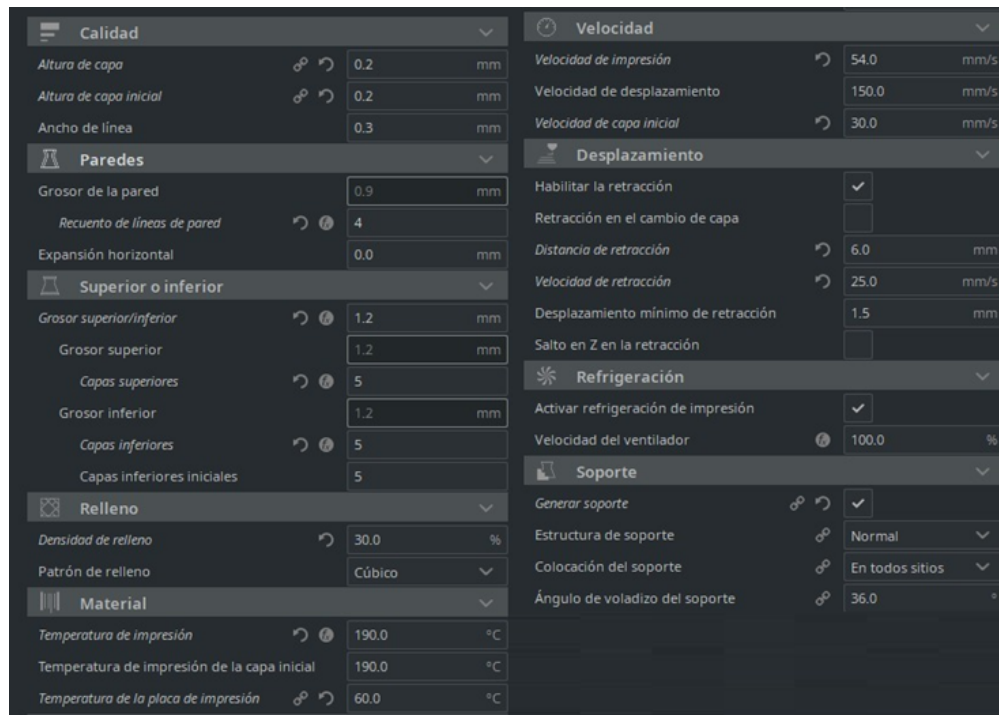 Calidad
Altura de capa 0.2 mm
Altura de capa inicial 0.2 mm
Ancho de línea 0.3 mm
Paredes
Grosor de la pared 0.9 mm
Recuento de líneas de pared 4
Expansión horizontal 0.0 mm
Superior o inferior
Grosor superior/inferior 1.2 mm
Grosor superior 1.2 mm
Capas superiores 5
Grosor inferior 1.2 mm
Capas inferiores 5
Capas inferiores iniciales 5
Relleno
Densidad de relleno 30.0 %
Patrón de relleno Cúbico
Material
Temperatura de impresión 190.0 °C
Temperatura de impresión de la capa inicial 190.0 °C
Temperatura de la placa de impresión 60.0 °C
Velocidad
Velocidad de impresión 54.0 mm/s
Velocidad de desplazamiento 150.0 mm/s
Velocidad de capa inicial 30.0 mm/s
Desplazamiento
Habilitar la retracción
Retracción en el cambio de capa
Distancia de retracción 6.0 mm
Velocidad de retracción 25.0 mm/s
Desplazamiento mínimo de retracción 1.5 mm
Salto en Z en la retracción
Refrigeración
Activar refrigeración de impresión
Velocidad del ventilador 100.0 %
Soporte
Generar soporte
Estructura de soporte Normal
Colocación del soporte En todos sitios
Ángulo de voladizo del soporte 36.0 °